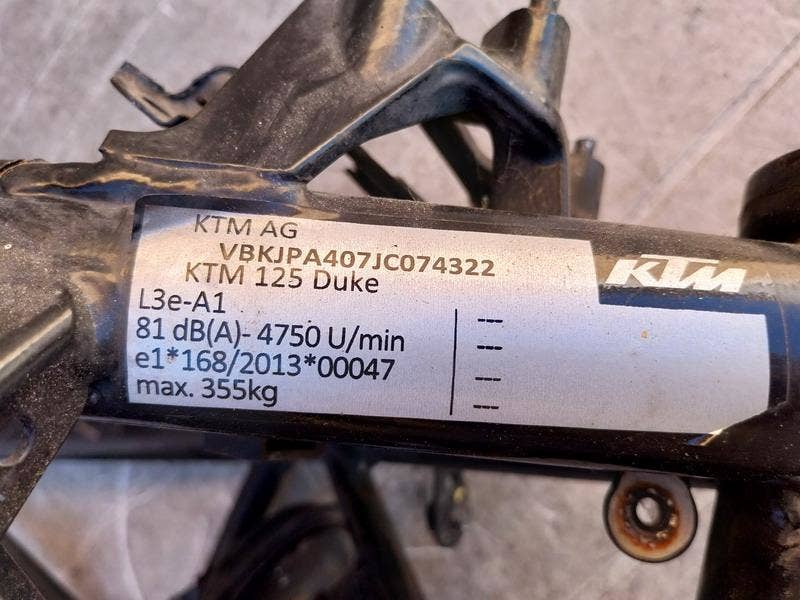 KTM AG
VBKJPA407JC074322
KTM 125 Duke
L3e-A1
81 dB(A)- 4750 U/min
e1*168/2013*00047
max. 355kg
---
---
---
---
KTM